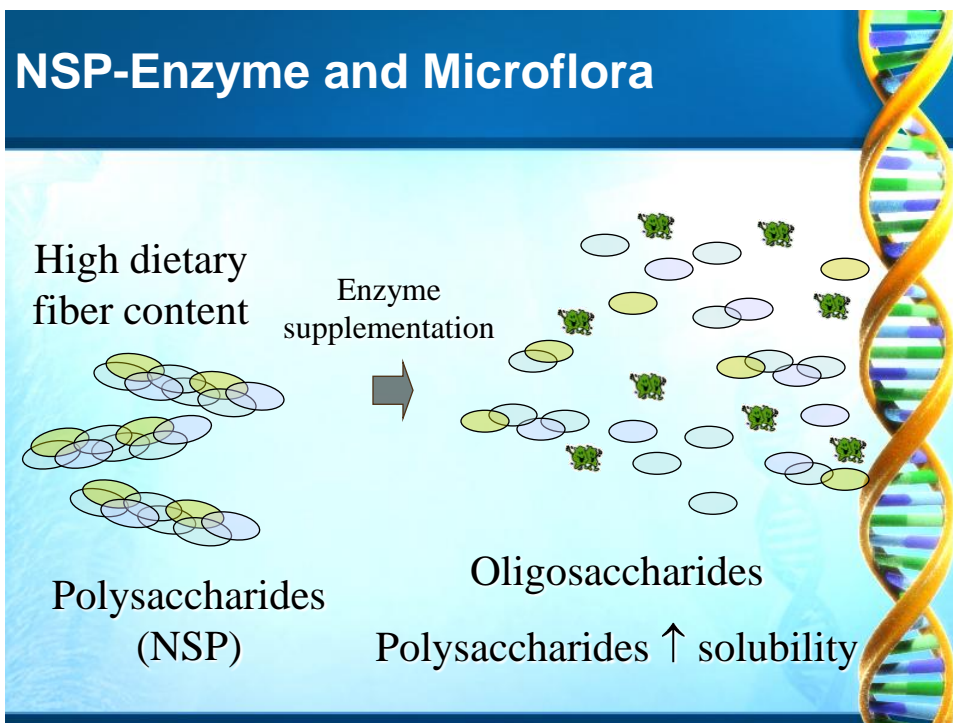 NSP-Enzyme and Microflora
High dietary
fiber content
Enzyme
supplementation
Polysaccharides
(NSP)
Oligosaccharides
Polysaccharides ↑ solubility